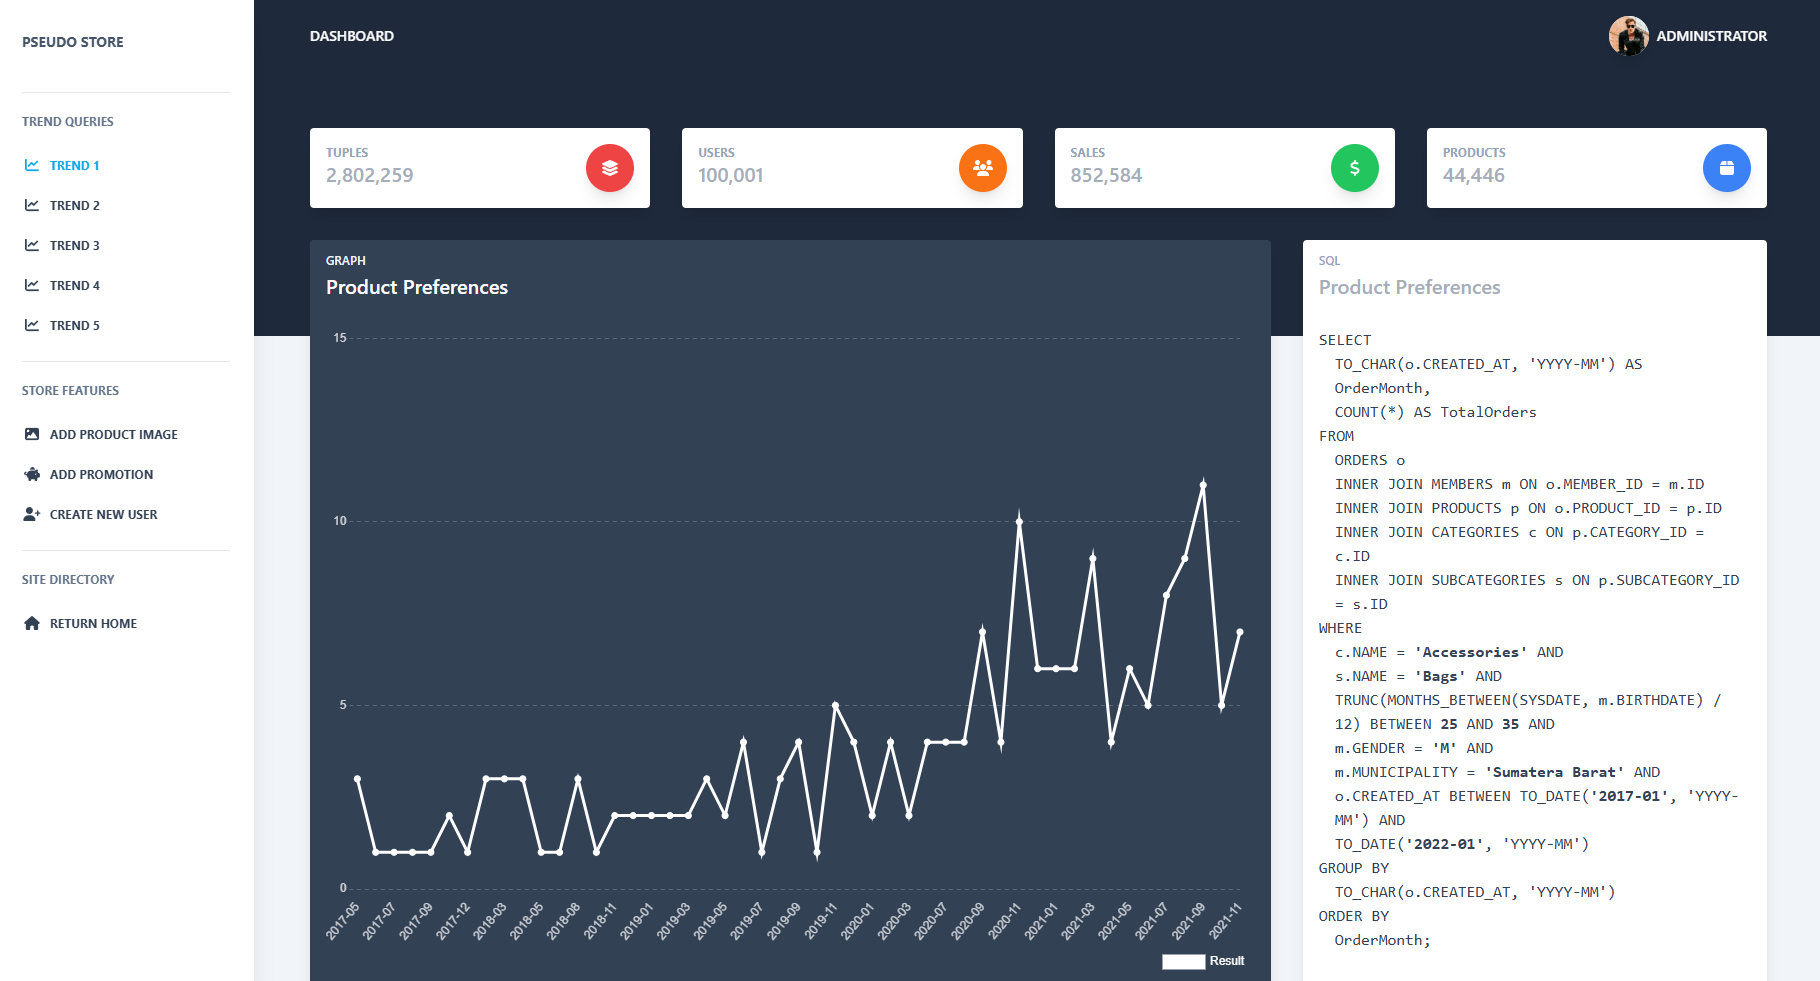 PSEUDO STORE
TREND QUERIES
TREND 1
TREND 2
TREND 3
TREND 4
TREND 5
STORE FEATURES
ADD PRODUCT IMAGE
ADD PROMOTION
CREATE NEW USER
SITE DIRECTORY
RETURN HOME
DASHBOARD
ADMINISTRATOR
TUPLES
2,802,259
USERS
100,001
SALES
852,584
$
PRODUCTS
44,446
GRAPH
Product Preferences
15
10
5
0
2017-05
2017-07
2017-09
2017-12
2018-03
2018-05
2018-08
2018-11
2019-01
2019-03
2019-05
2019-07
2019-09
2019-11
2020-01
2020-03
2020-07
2020-09
2020-11
2021-01
2021-03
2021-05
2021-07
2021-09
2021-11
Result
SQL
Product Preferences
SELECT
TO_CHAR(o.CREATED_AT, 'YYYY-MM') AS
OrderMonth,
COUNT(*) AS TotalOrders
FROM
ORDERS o
INNER JOIN MEMBERS m ON o.MEMBER_ID = m.ID
INNER JOIN PRODUCTS p ON o.PRODUCT_ID = p.ID
INNER JOIN CATEGORIES c ON p.CATEGORY_ID =
c.ID
INNER JOIN SUBCATEGORIES s ON p.SUBCATEGORY_ID
= s.ID
WHERE
c.NAME = 'Accessories' AND
s.NAME = 'Bags' AND
TRUNC(MONTHS_BETWEEN(SYSDATE, m.BIRTHDATE) /
12) BETWEEN 25 AND 35 AND
m.GENDER = 'M' AND
m.MUNICIPALITY = 'Sumatera Barat' AND
o.CREATED_AT BETWEEN TO_DATE('2017-01', 'YYYY-
MM') AND
TO_DATE('2022-01', 'YYYY-MM')
GROUP BY
TO_CHAR(o.CREATED_AT, 'YYYY-MM')
ORDER BY
OrderMonth;